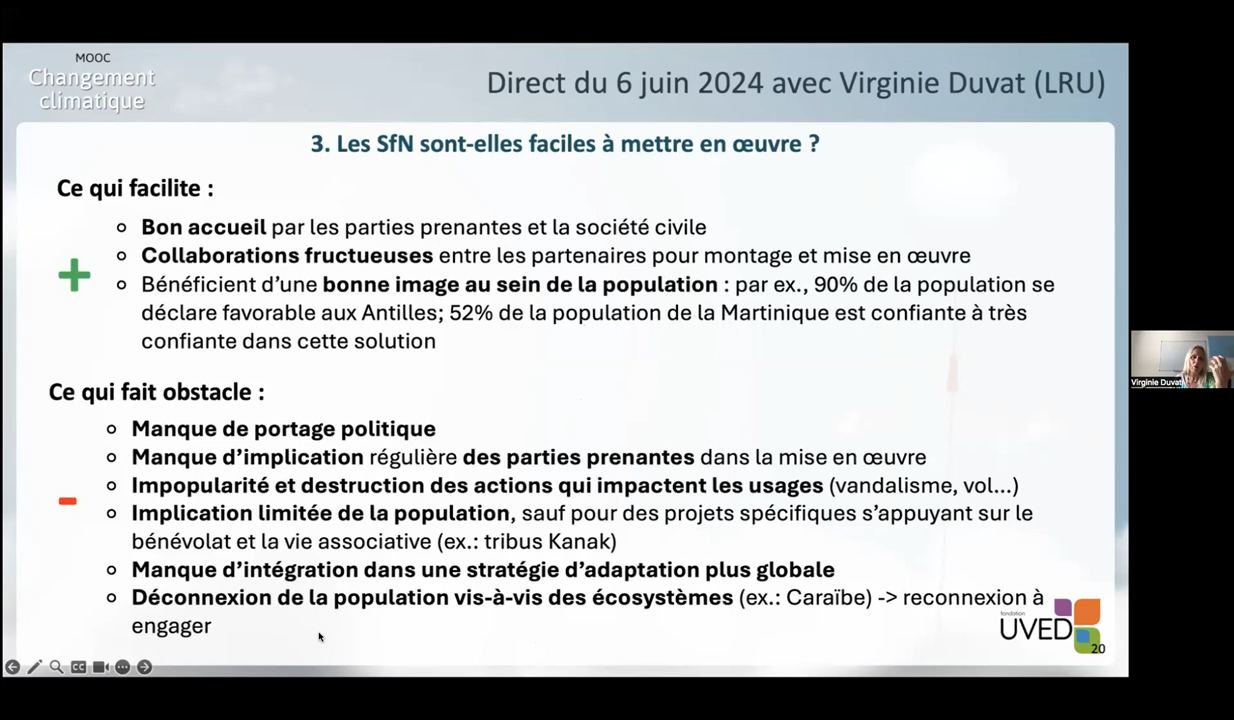 MOOC
Changement
climatique
Direct du 6 juin 2024 avec Virginie Duvat (LRU)
3. Les SfN sont-elles faciles à mettre en œuvre ?
Ce qui facilite :
Bon accueil par les parties prenantes et la société civile
Collaborations fructueuses entre les partenaires pour montage et mise en œuvre
Bénéficient d'une bonne image au sein de la population : par ex., 90% de la population se
déclare favorable aux Antilles; 52% de la population de la Martinique est confiante à très
confiante dans cette solution
Ce qui fait obstacle :
Manque de portage politique
Manque d'implication régulière des parties prenantes dans la mise en œuvre
Impopularité et destruction des actions qui impactent les usages (vandalisme, vol...)
Implication limitée de la population, sauf pour des projets spécifiques s'appuyant sur le
bénévolat et la vie associative (ex.: tribus Kanak)
Manque d'intégration dans une stratégie d'adaptation plus globale
Déconnexion de la population vis-à-vis des écosystèmes (ex.: Caraïbe) -> reconnexion à
engager
fondation
UVED
20
CC
Virginie Duvat